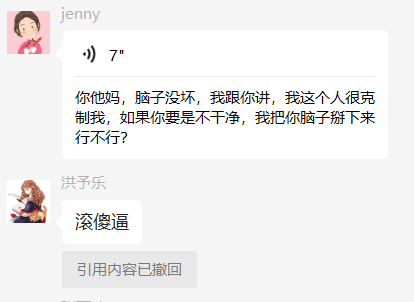 jenny
7"
你他妈，脑子没坏，我跟你讲，我这个人很克
制我，如果你要是不干净，我把你脑子掰下来
行不行?
洪予乐
滚傻逼
引用内容已撤回